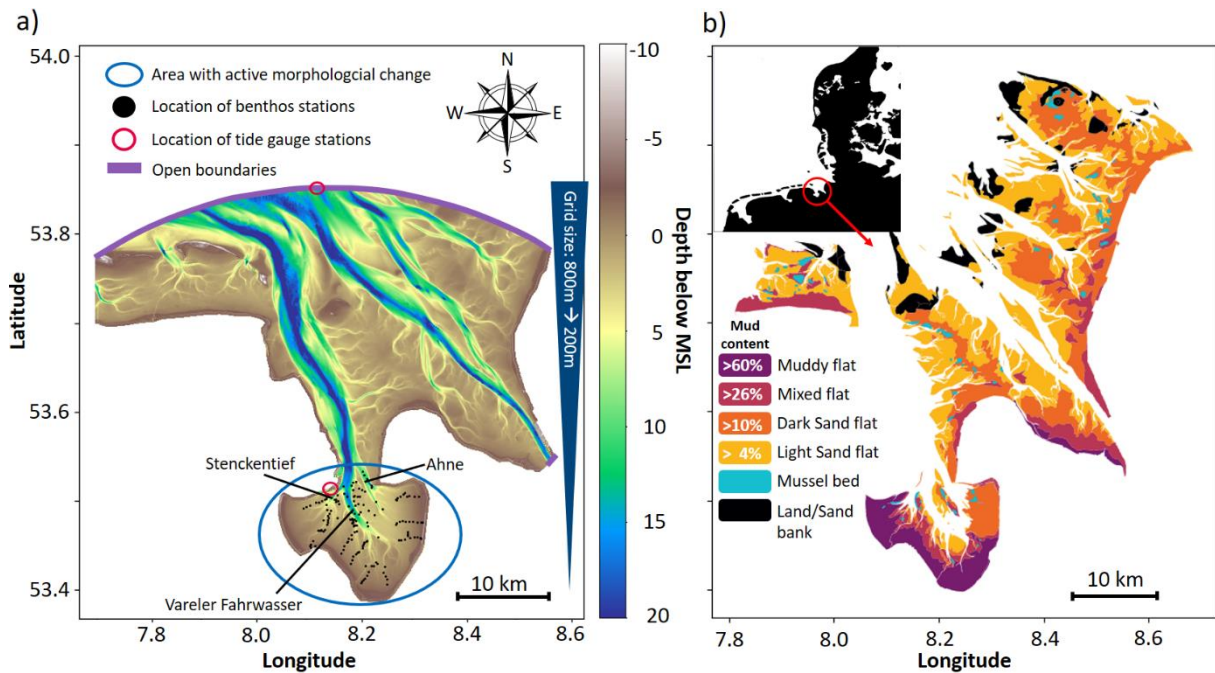 a)
54.0
53.8
53.6
53.4
Latitude
Area with active morphologcial change
Location of benthos stations
Location of tide gauge stations
Open boundaries
N
W
E
S
Stenckentief
Ahne
Vareler Fahrwasser
10 km
7.8
8.0
8.2
8.4
8.6
Longitude
Grid size: 800m → 200m
-10
-5
0
5
10
15
20
Depth below MSL
b)
Mud
content
>60% Muddy flat
>26% Mixed flat
>10% Dark Sand flat
> 4% Light Sand flat
Mussel bed
Land/Sand
bank
10 km
7.8
8.0
8.2
8.4
8.6
Longitude